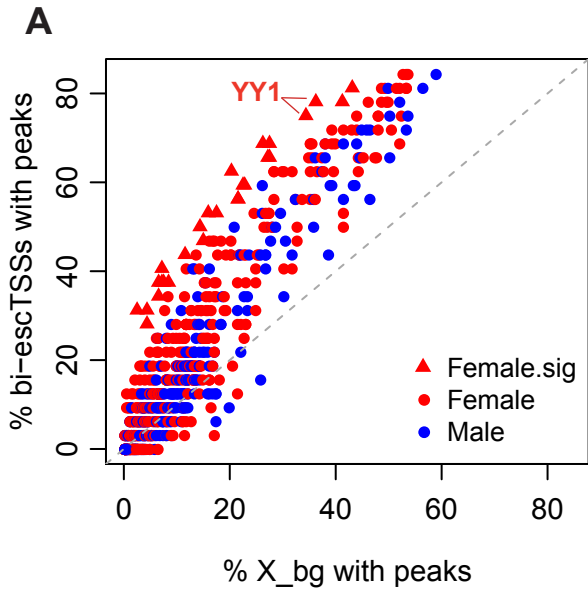 A
YY1
% bi−escTSSs with peaks
80
60
40
20
0
Female.sig
Female
Male
0 20 40 60 80
% X_bg with peaks